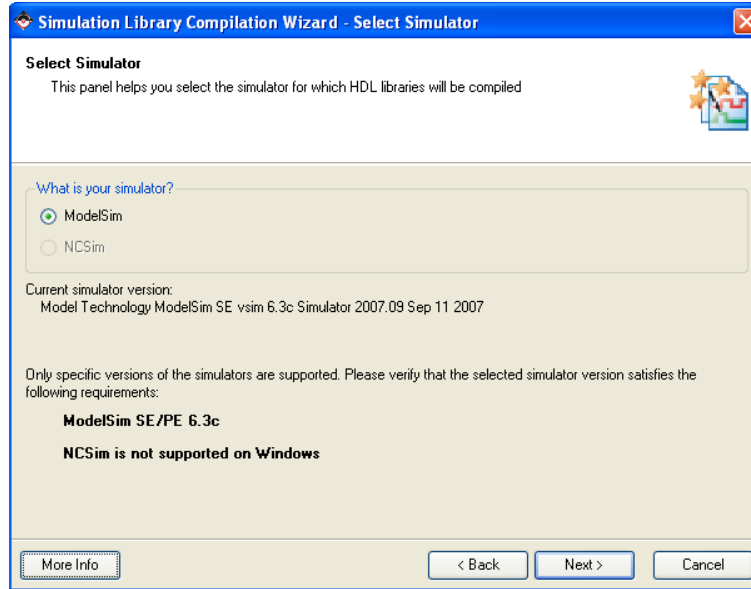 Simulation Library Compilation Wizard - Select Simulator
Select Simulator
This panel helps you select the simulator for which HDL libraries will be compiled
What is your simulator?
ModelSim
NCSim
Current simulator version:
Model Technology ModelSim SE vsim 6.3c Simulator 2007.09 Sep 11 2007
Only specific versions of the simulators are supported. Please verify that the selected simulator version satisfies the
following requirements:
ModelSim SE/PE 6.3c
NCSim is not supported on Windows
More Info
< Back
Next >
Cancel